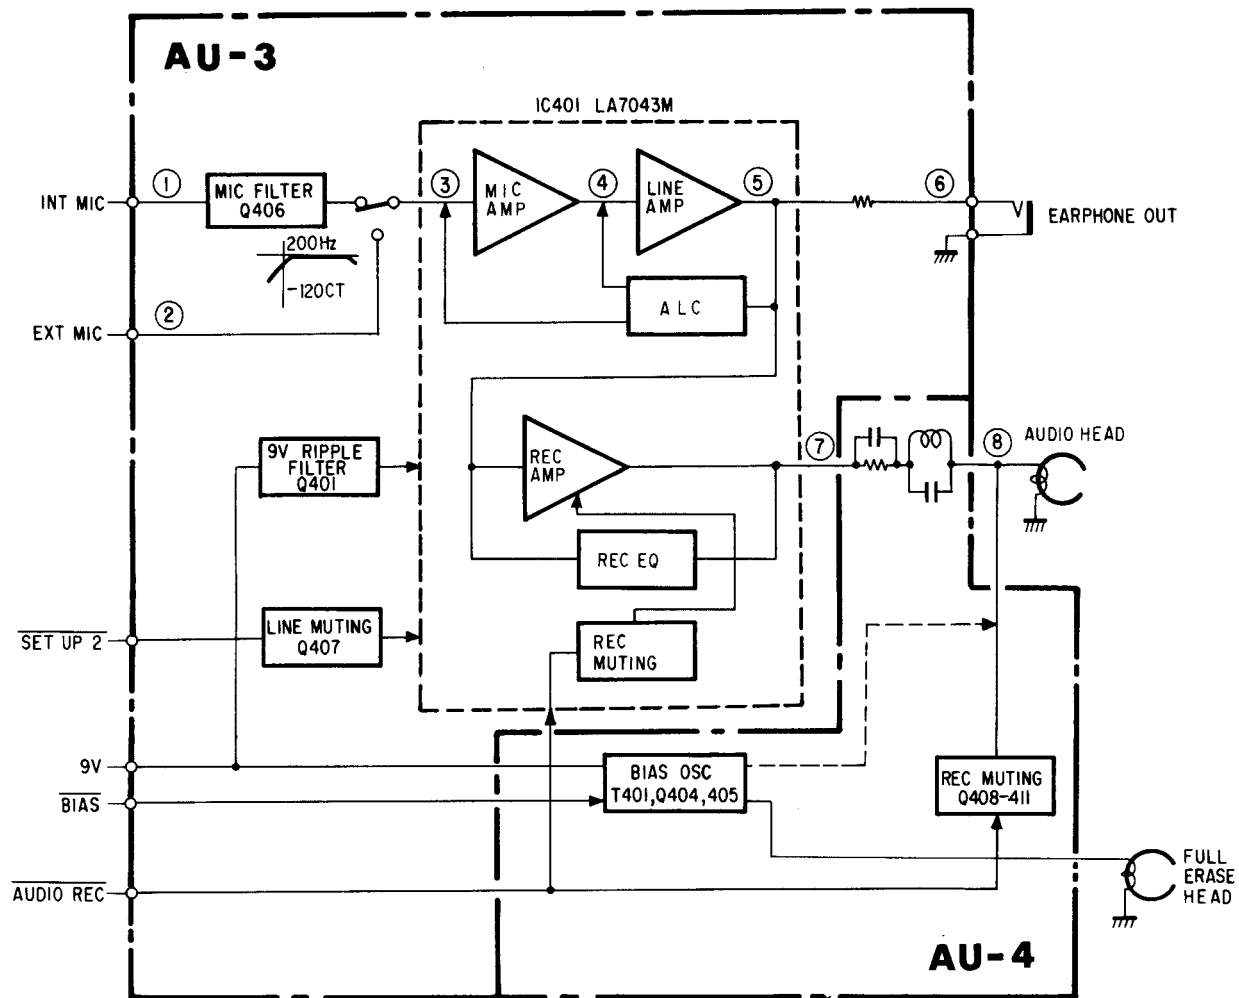 AU-3
IC401 LA7043M
INT MIC
1
MIC FILTER
Q406
3
MIC
AMP
4
LINE
AMP
5
6
EARPHONE OUT
200Hz
-12OCT
ALC
EXT MIC
2
9V RIPPLE
FILTER
Q401
REC
AMP
7
8
AUDIO HEAD
REC EQ
SET UP 2
LINE MUTING
Q407
REC
MUTING
9V
BIAS
BIAS OSC
T401,Q404,405
REC MUTING
Q408-411
AUDIO REC
FULL
ERASE
HEAD
AU-4